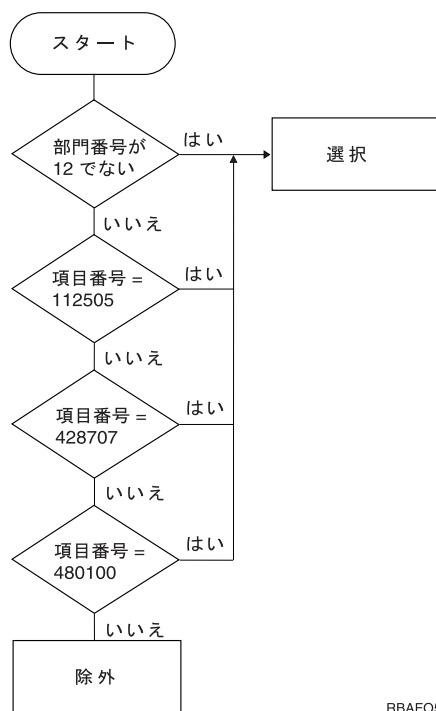 スタート
部門番号が
12 でない
はい
選択
いいえ
項目番号 =
112505
はい
いいえ
項目番号 =
428707
はい
いいえ
項目番号 =
480100
はい
いいえ
除外